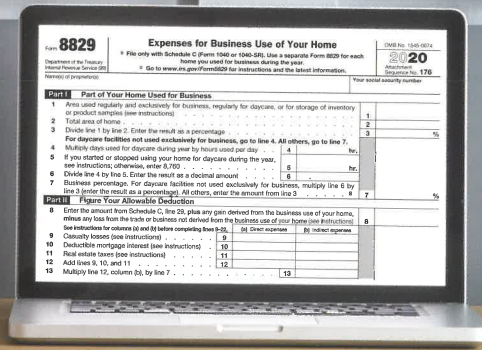 Form 8829
Department of the Treasury
Internal Revenue Service (99)
Expenses for Business Use of Your Home
File only with Schedule C (Form 1040 or 1040-SR). Use a separate Form 8829 for each
home you used for business during the year.
Go to www.irs.gov/Form8829 for instructions and the latest information.
OMB No. 1545-0074
2020
Attachment
Sequence No. 176
Name(s) of proprietor(s)
Your social security number
Part I Part of Your Home Used for Business
1 Area used regularly and exclusively for business, regularly for daycare, or for storage of inventory
or product samples (see instructions) 1
2 Total area of home 2
3 Divide line 1 by line 2. Enter the result as a percentage 3 %
For daycare facilities not used exclusively for business, go to line 4. All others, go to line 7.
4 Multiply days used for daycare during year by hours used per day 4 hr.
5 If you started or stopped using your home for daycare during the year,
see instructions; otherwise, enter 8,760 5 hr.
6 Divide line 4 by line 5. Enter the result as a decimal amount 6 .
7 Business percentage. For daycare facilities not used exclusively for business, multiply line 6 by
line 3 (enter the result as a percentage). All others, enter the amount from line 3 7 %
Part II Figure Your Allowable Deduction
8 Enter the amount from Schedule C, line 29, plus any gain derived from the business use of your home,
minus any loss from the trade or business not derived from the business use of your home (see instructions) 8
See instructions for columns (a) and (b) before completing lines 9–22. (a) Direct expenses (b) Indirect expenses
9 Casualty losses (see instructions) 9
10 Deductible mortgage interest (see instructions) 10
11 Real estate taxes (see instructions) 11
12 Add lines 9, 10, and 11 12
13 Multiply line 12, column (b), by line 7 13